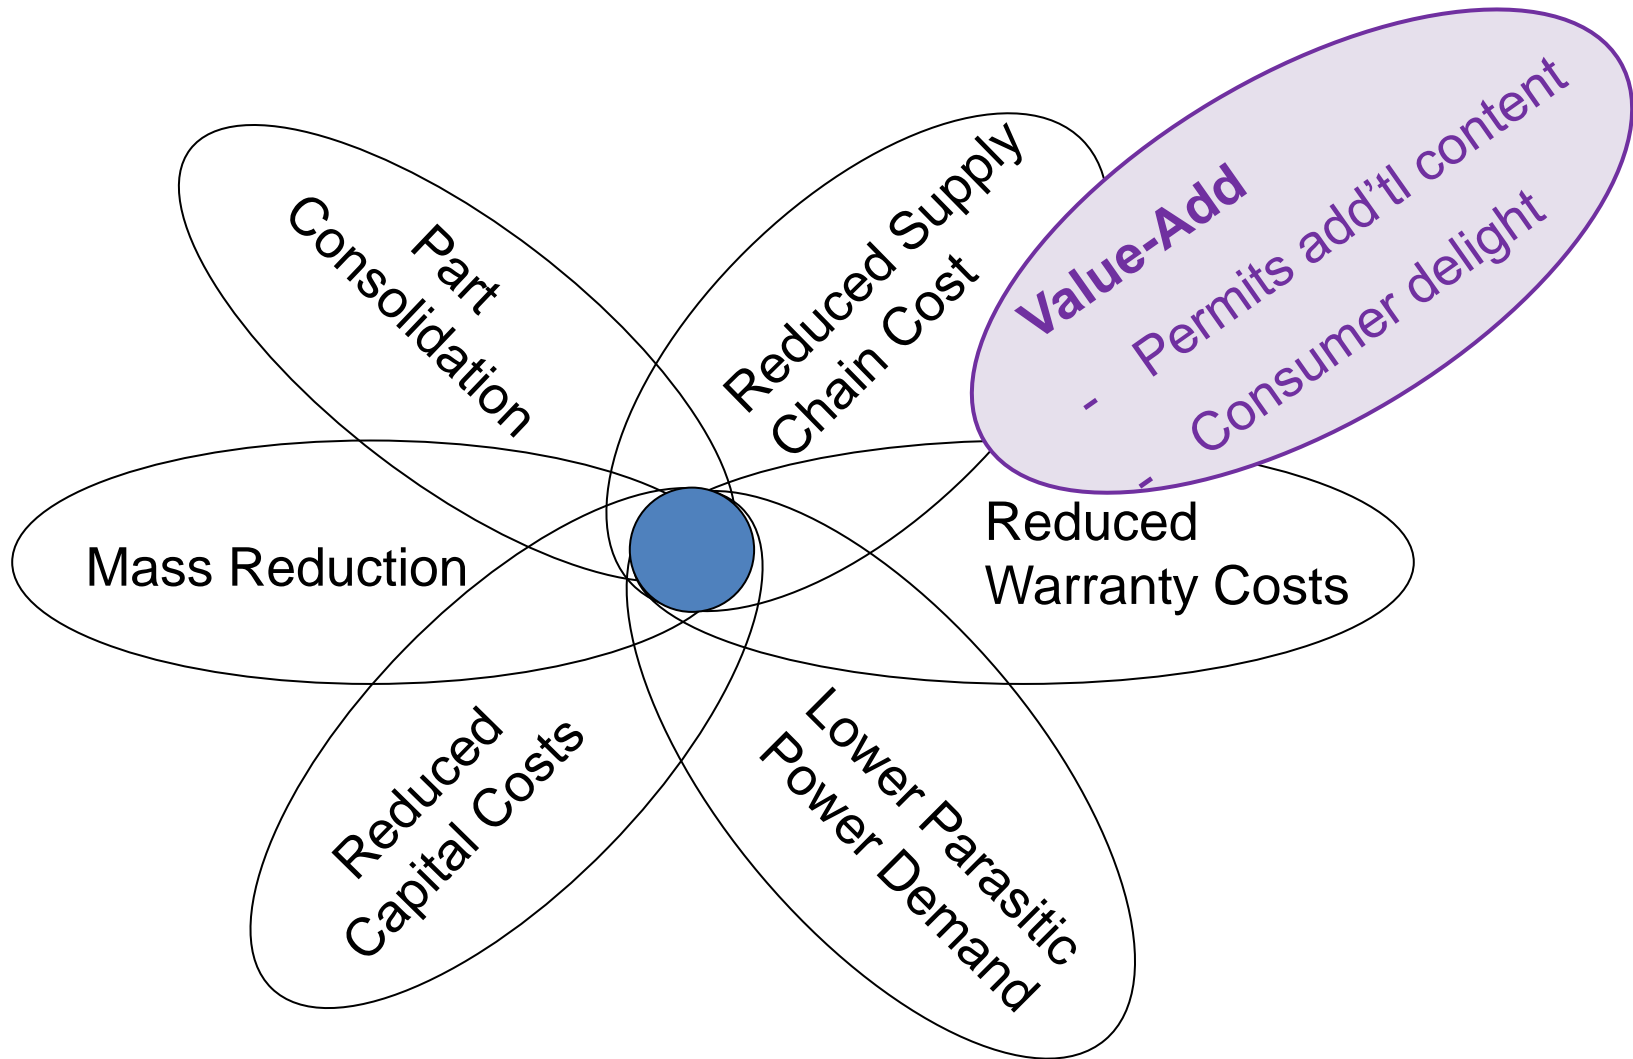 Part
Consolidation
Reduced Supply
Chain Cost
Value-Add
- Permits add’tl content
- Consumer delight
Mass Reduction
Reduced
Warranty Costs
Reduced
Capital Costs
Lower Parasitic
Power Demand